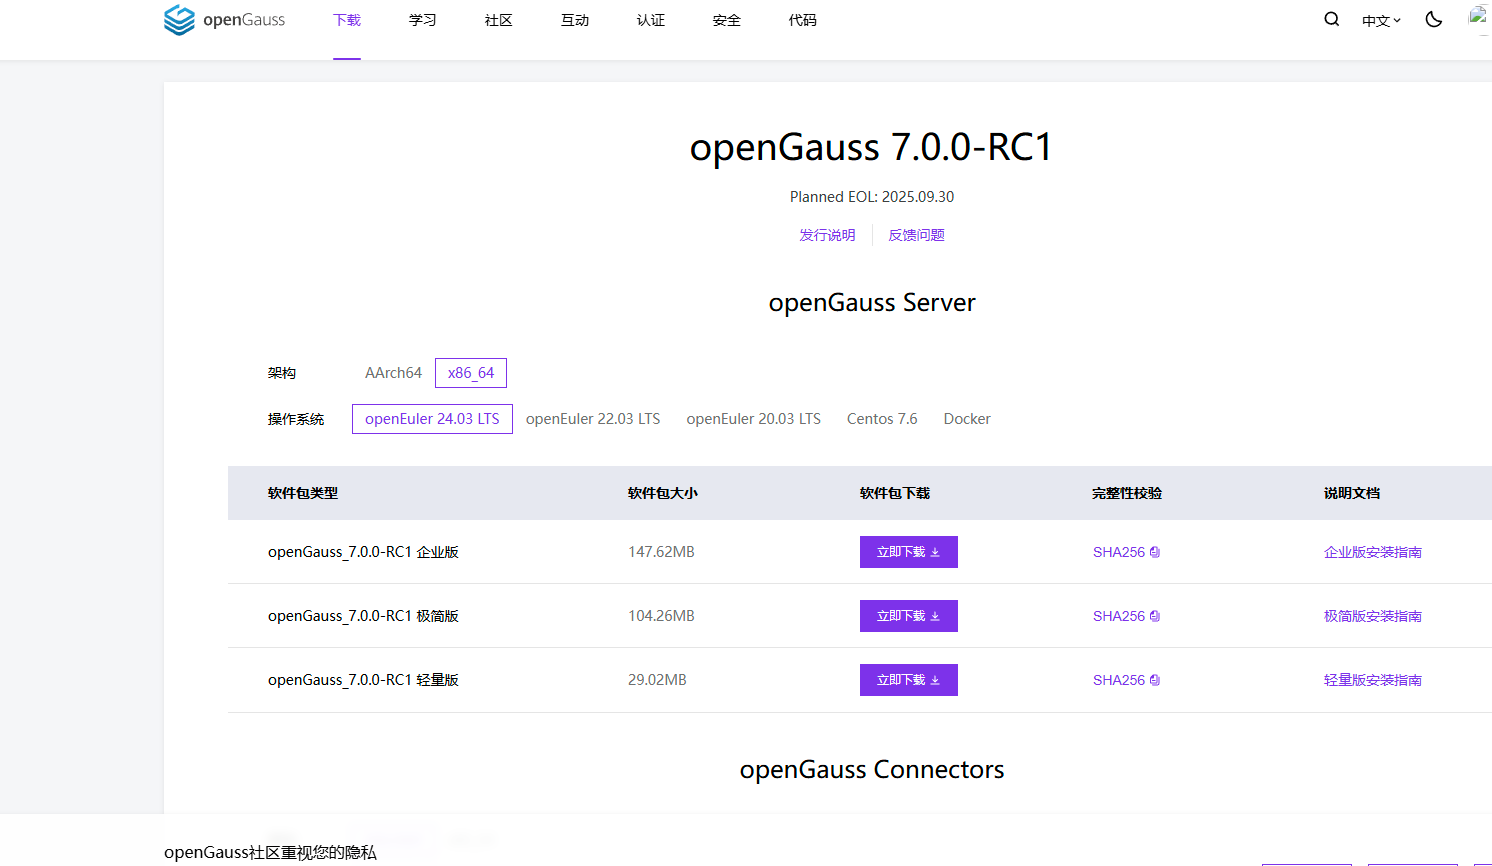 openGauss 下载 学习 社区 互动 认证 安全 代码 中文
openGauss 7.0.0-RC1
Planned EOL: 2025.09.30
发行说明 反馈问题
openGauss Server
架构 AArch64 x86_64
操作系统 openEuler 24.03 LTS openEuler 22.03 LTS openEuler 20.03 LTS Centos 7.6 Docker
软件包类型 软件包大小 软件包下载 完整性校验 说明文档
openGauss_7.0.0-RC1 企业版 147.62MB 立即下载 SHA256 企业版安装指南
openGauss_7.0.0-RC1 极简版 104.26MB 立即下载 SHA256 极简版安装指南
openGauss_7.0.0-RC1 轻量版 29.02MB 立即下载 SHA256 轻量版安装指南
openGauss Connectors
openGauss社区重视您的隐私